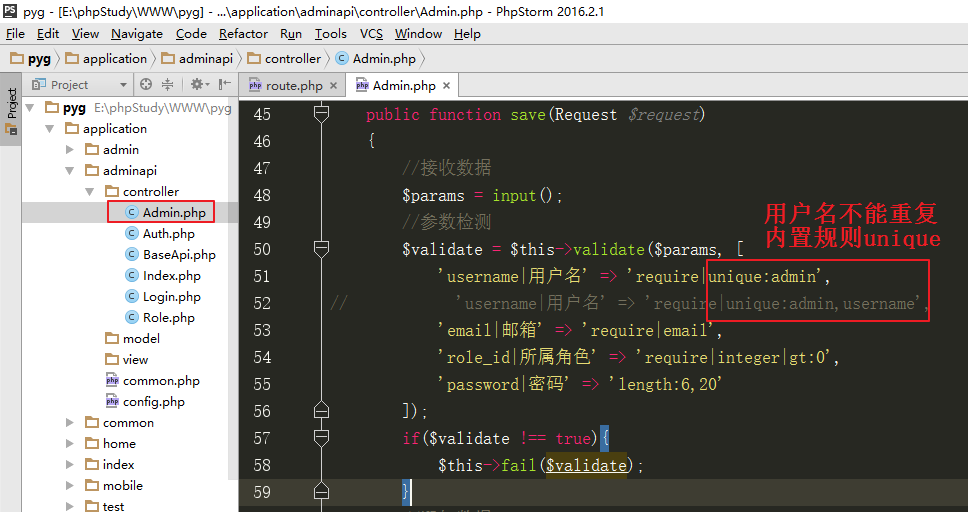 pyg - [E:\phpStudy\WWW\pyg] - ...\application\adminapi\controller\Admin.php - PhpStorm 2016.2.1
File Edit View Navigate Code Refactor Run Tools VCS Window Help
pyg application adminapi controller Admin.php
Project
Project
route.php
Admin.php
pyg E:\phpStudy\WWW\pyg
application
admin
adminapi
controller
Admin.php
Auth.php
BaseApi.php
Index.php
Login.php
Role.php
model
view
common.php
config.php
common
home
index
mobile
test
45 public function save(Request $request)
46 {
47 //接收数据
48 $params = input();
49 //参数检测
50 $validate = $this->validate($params, [
51 'username|用户名' => 'require|unique:admin',
52 // 'username|用户名' => 'require|unique:admin,username',
53 'email|邮箱' => 'require|email',
54 'role_id|所属角色' => 'require|integer|gt:0',
55 'password|密码' => 'length:6,20'
56 ]);
57 if($validate !== true){
58 $this->fail($validate);
59 }
用户名不能重复
内置规则unique